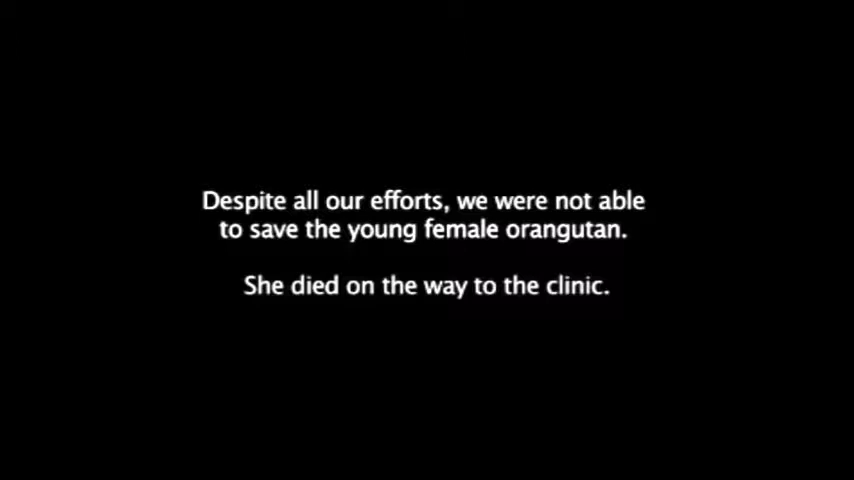 Despite all our efforts, we were not able
to save the young female orangutan.
She died on the way to the clinic.